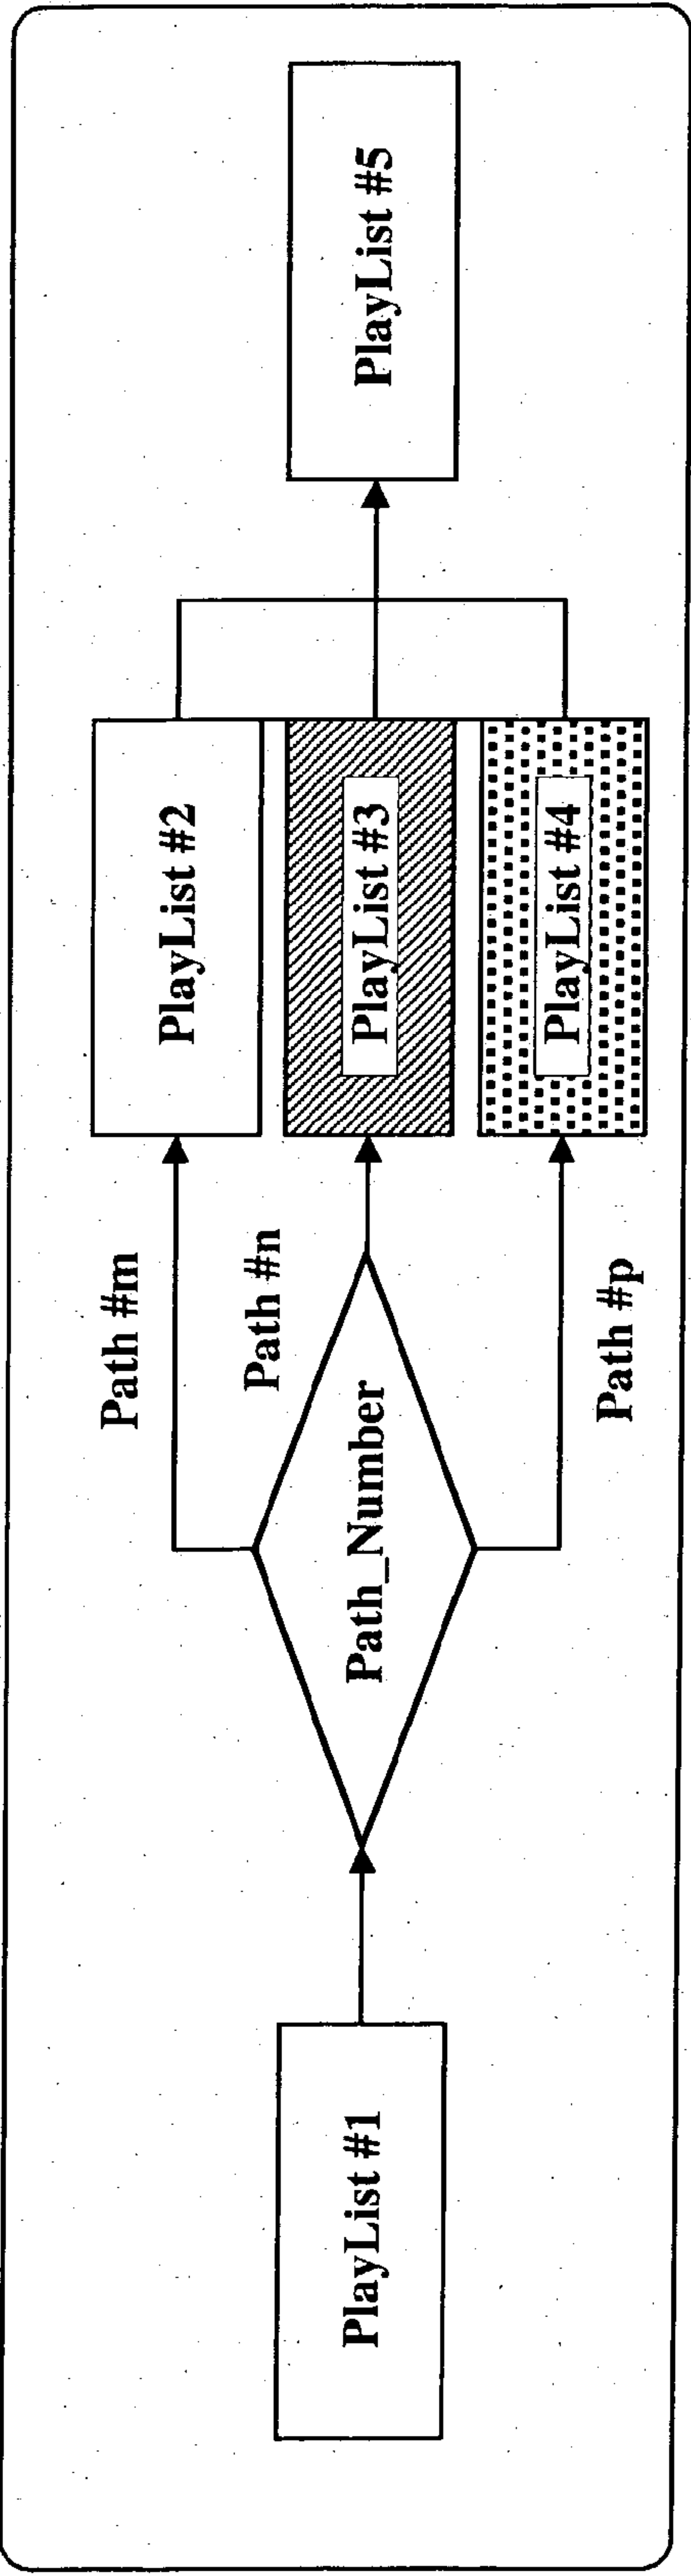 PlayList #1
Path_Number
Path #m
Path #n
Path #p
PlayList #2
PlayList #3
PlayList #4
PlayList #5